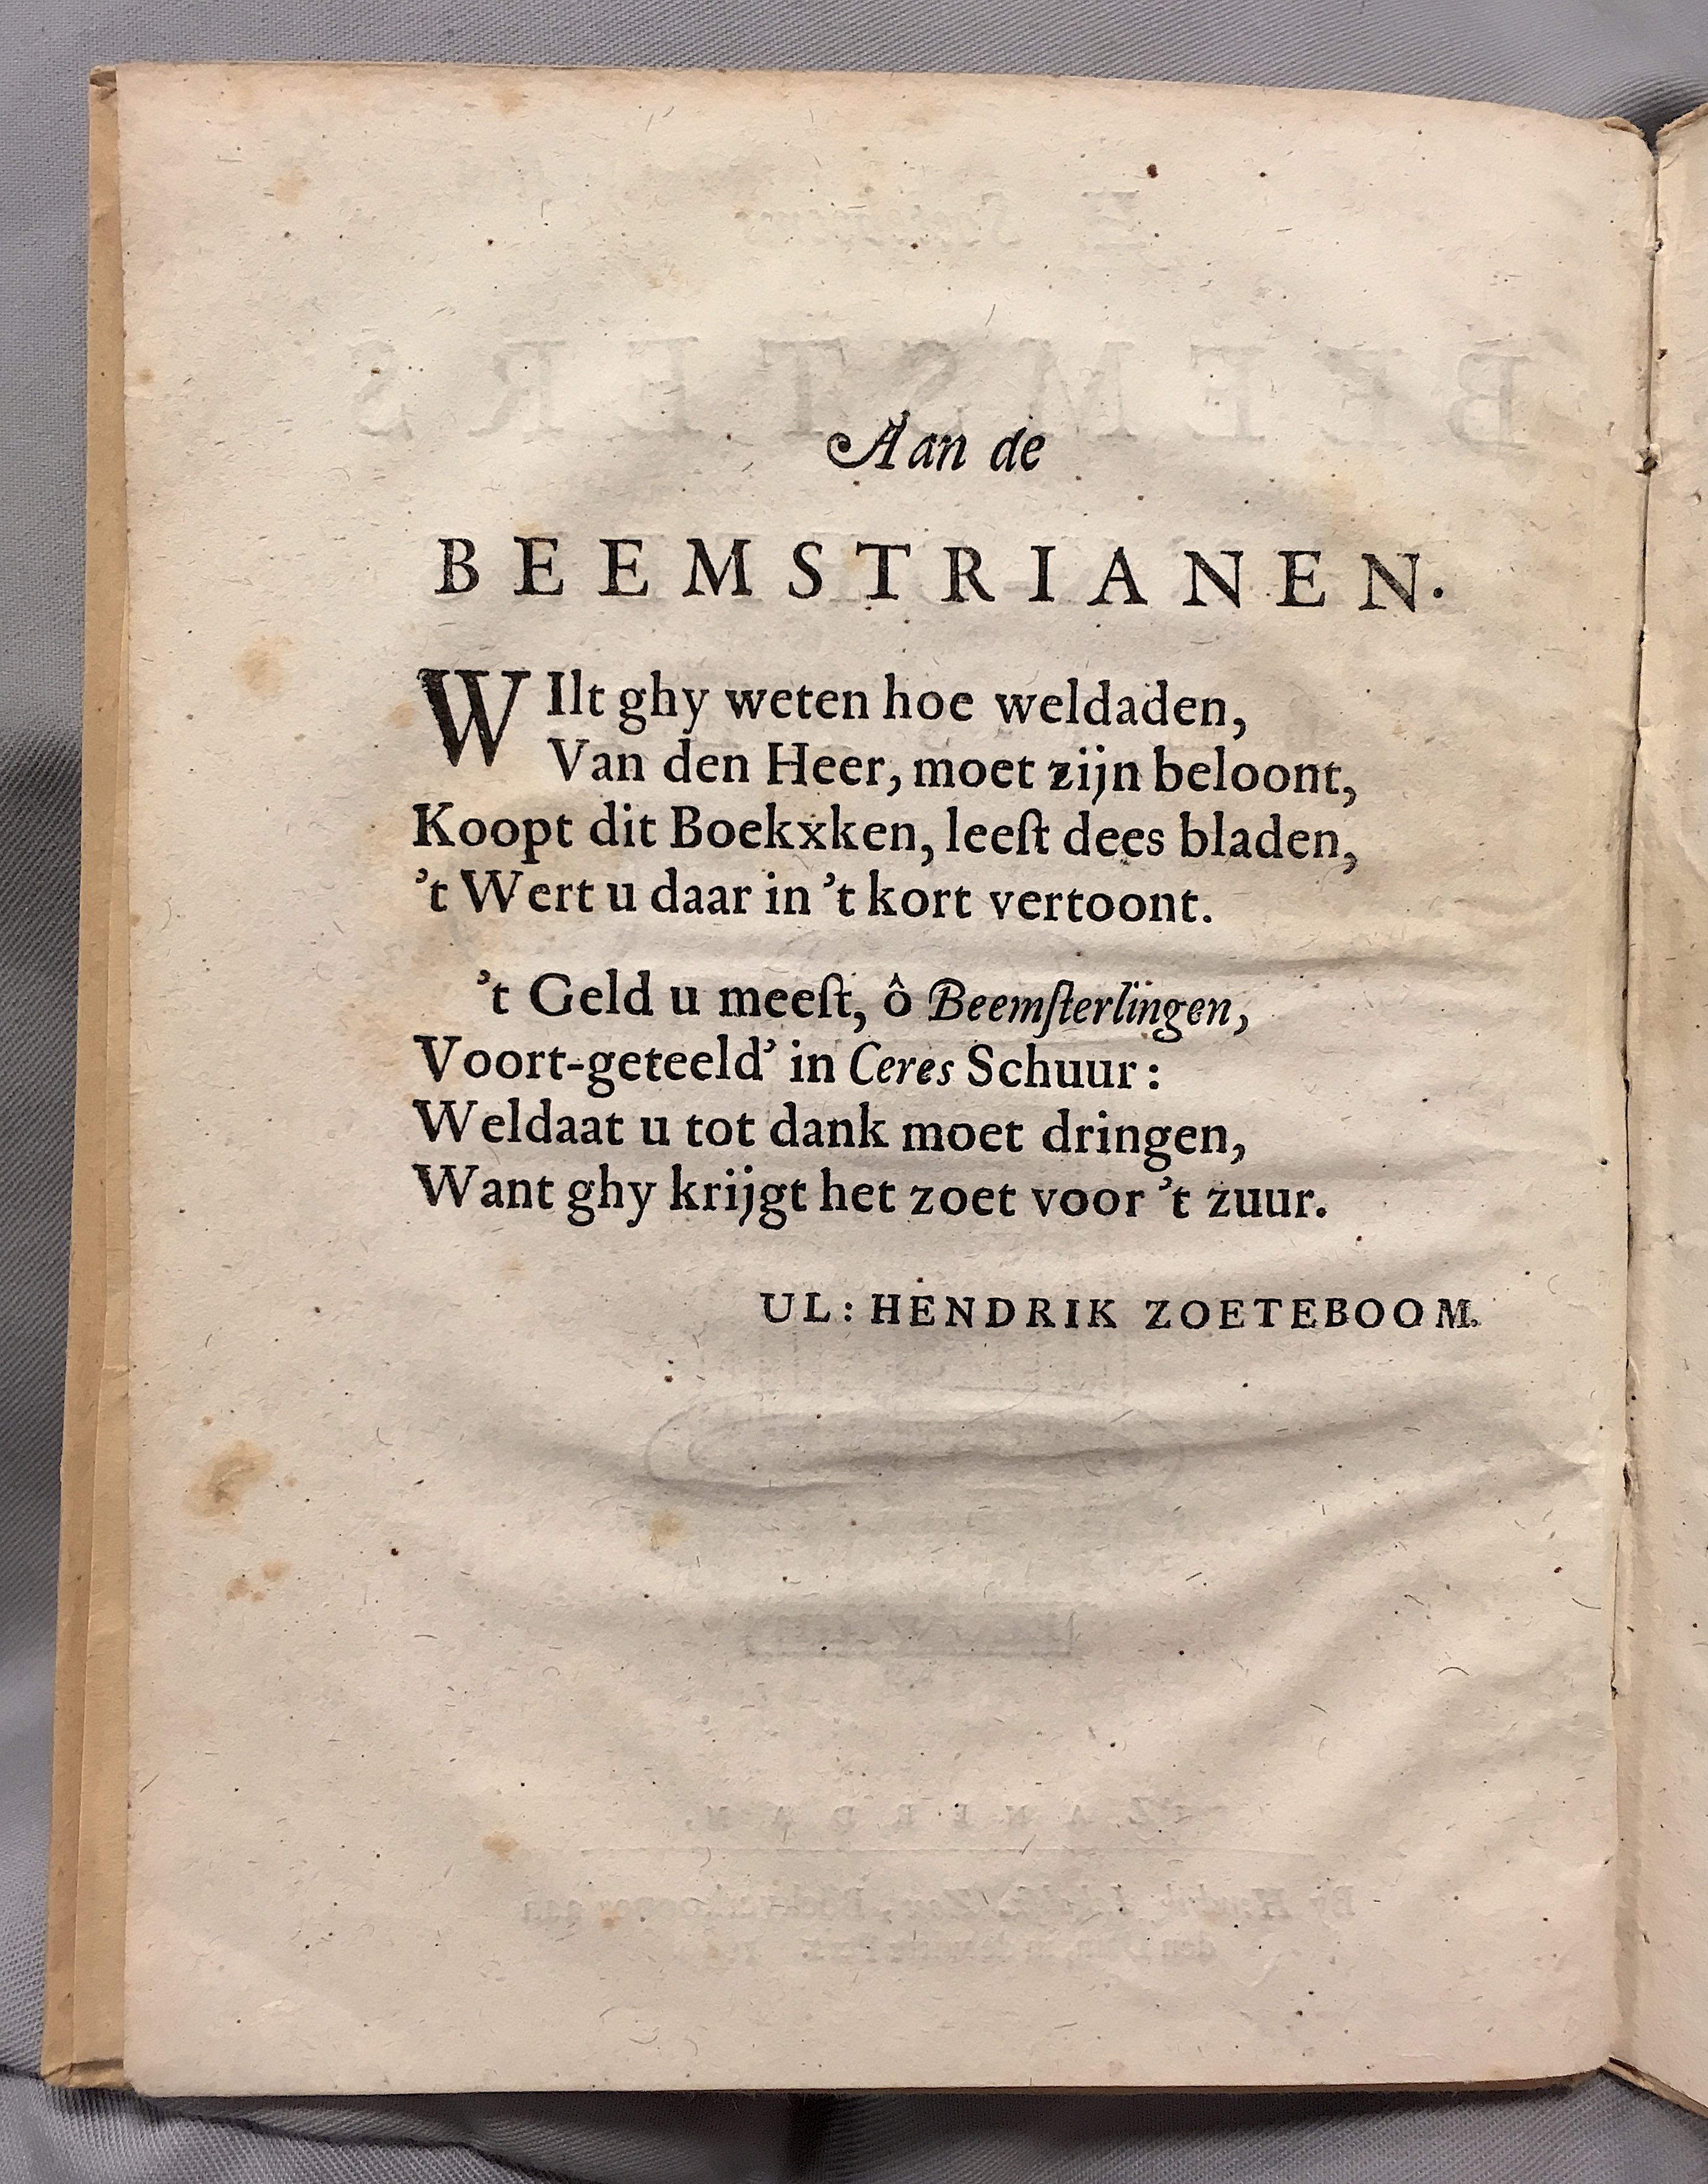 Aan de
BEEMSTRIANEN.
WIlt ghy weten hoe weldaden,
Van den Heer, moet zijn beloont,
Koopt dit Boekxken, leeſt dees bladen,
’t Wert u daar in ’t kort vertoont.
’t Geld u meeſt, ô Beemſterlingen,
Voort-geteeld’ in Ceres Schuur:
Weldaat u tot dank moet dringen,
Want ghy krijgt het zoet voor ’t zuur.
UL: HENDRIK ZOETEBOOM.